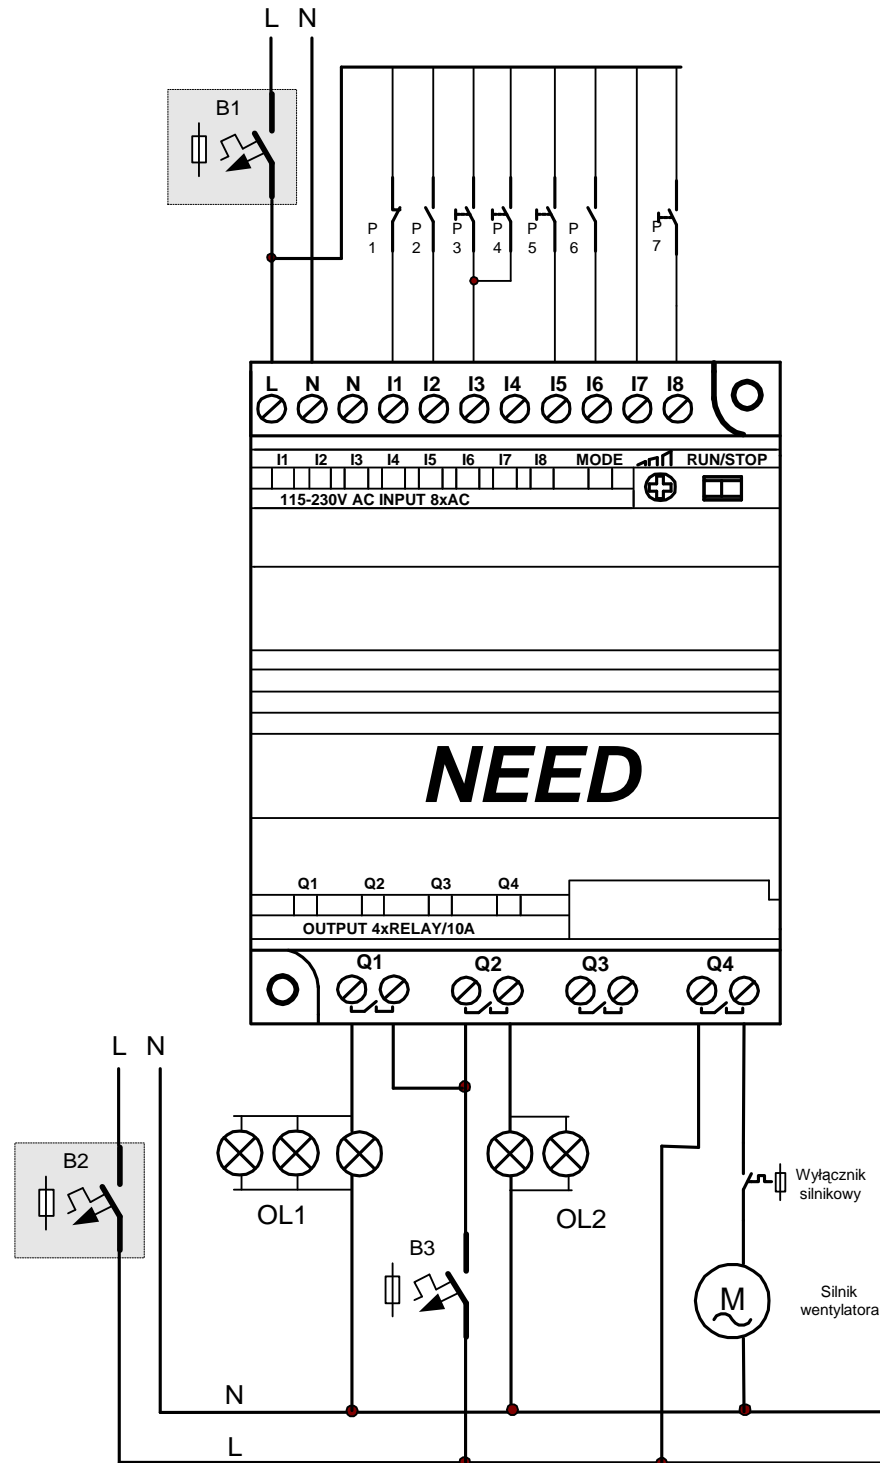 L N
B1
P 1
P 2
P 3
P 4
P 5
P 6
P 7
L N N I1 I2 I3 I4 I5 I6 I7 I8
I1 I2 I3 I4 I5 I6 I7 I8 MODE RUN/STOP
115-230V AC INPUT 8xAC
NEED
Q1 Q2 Q3 Q4
OUTPUT 4xRELAY/10A
Q1 Q2 Q3 Q4
L N
B2
OL1
OL2
B3
Wyłącznik
silnikowy
M
Silnik
wentylatora
N
L